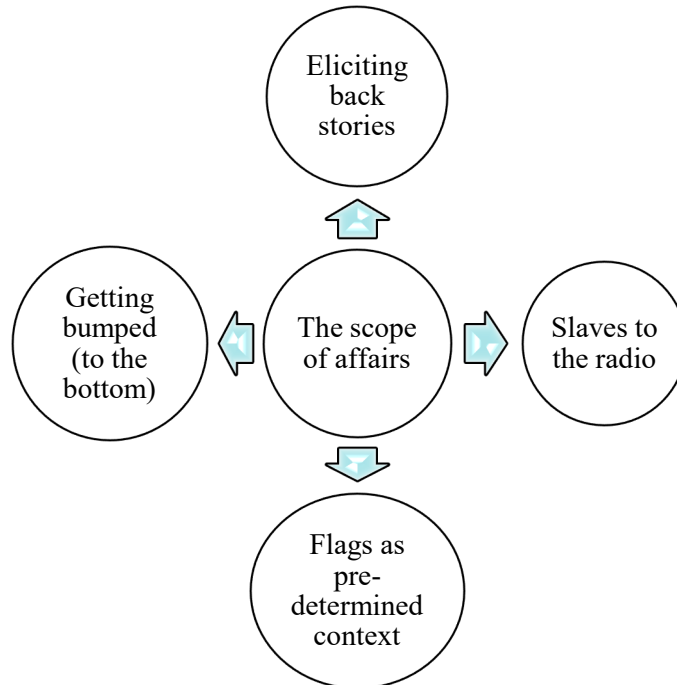 Eliciting
back
stories
Getting
bumped
(to the
bottom)
The scope
of affairs
Slaves to
the radio
Flags as
pre-
determined
context